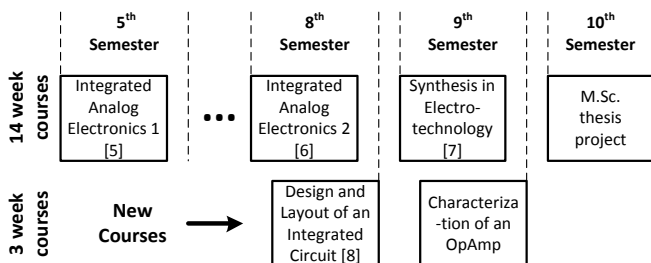 5th
Semester
8th
Semester
9th
Semester
10th
Semester
14 week
courses
Integrated
Analog
Electronics 1
[5]
...
Integrated
Analog
Electronics 2
[6]
Synthesis in
Electro-
technology
[7]
M.Sc.
thesis
project
3 week
courses
New
Courses
Design and
Layout of an
Integrated
Circuit [8]
Characteriza
-tion of an
OpAmp